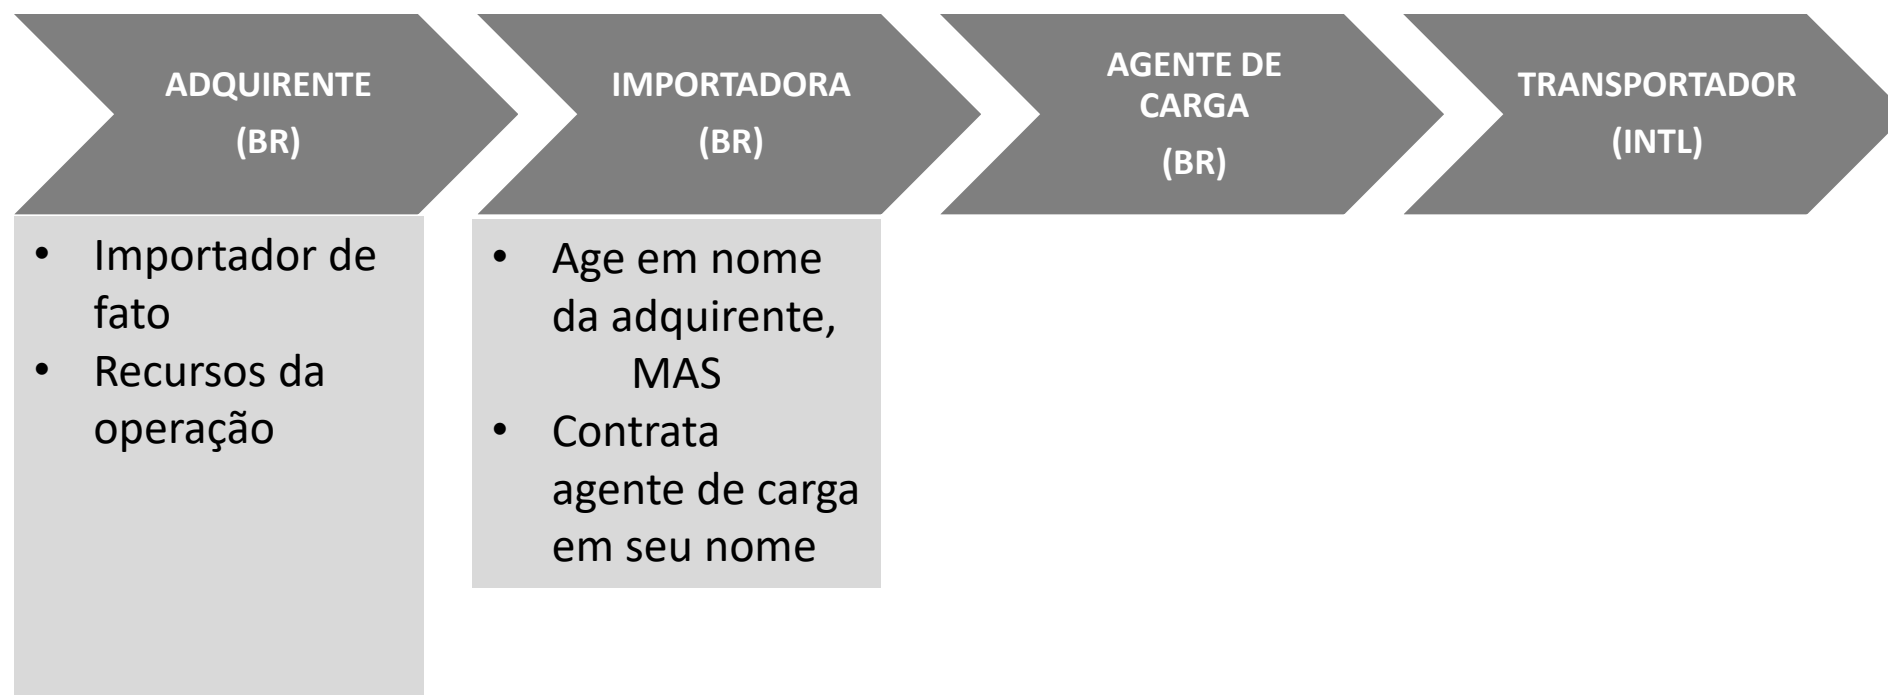 ADQUIRENTE
(BR)
IMPORTADORA
(BR)
AGENTE DE
CARGA
(BR)
TRANSPORTADOR
(INTL)
• Importador de
fato
• Recursos da
operação
• Age em nome
da adquirente,
MAS
• Contrata
agente de carga
em seu nome